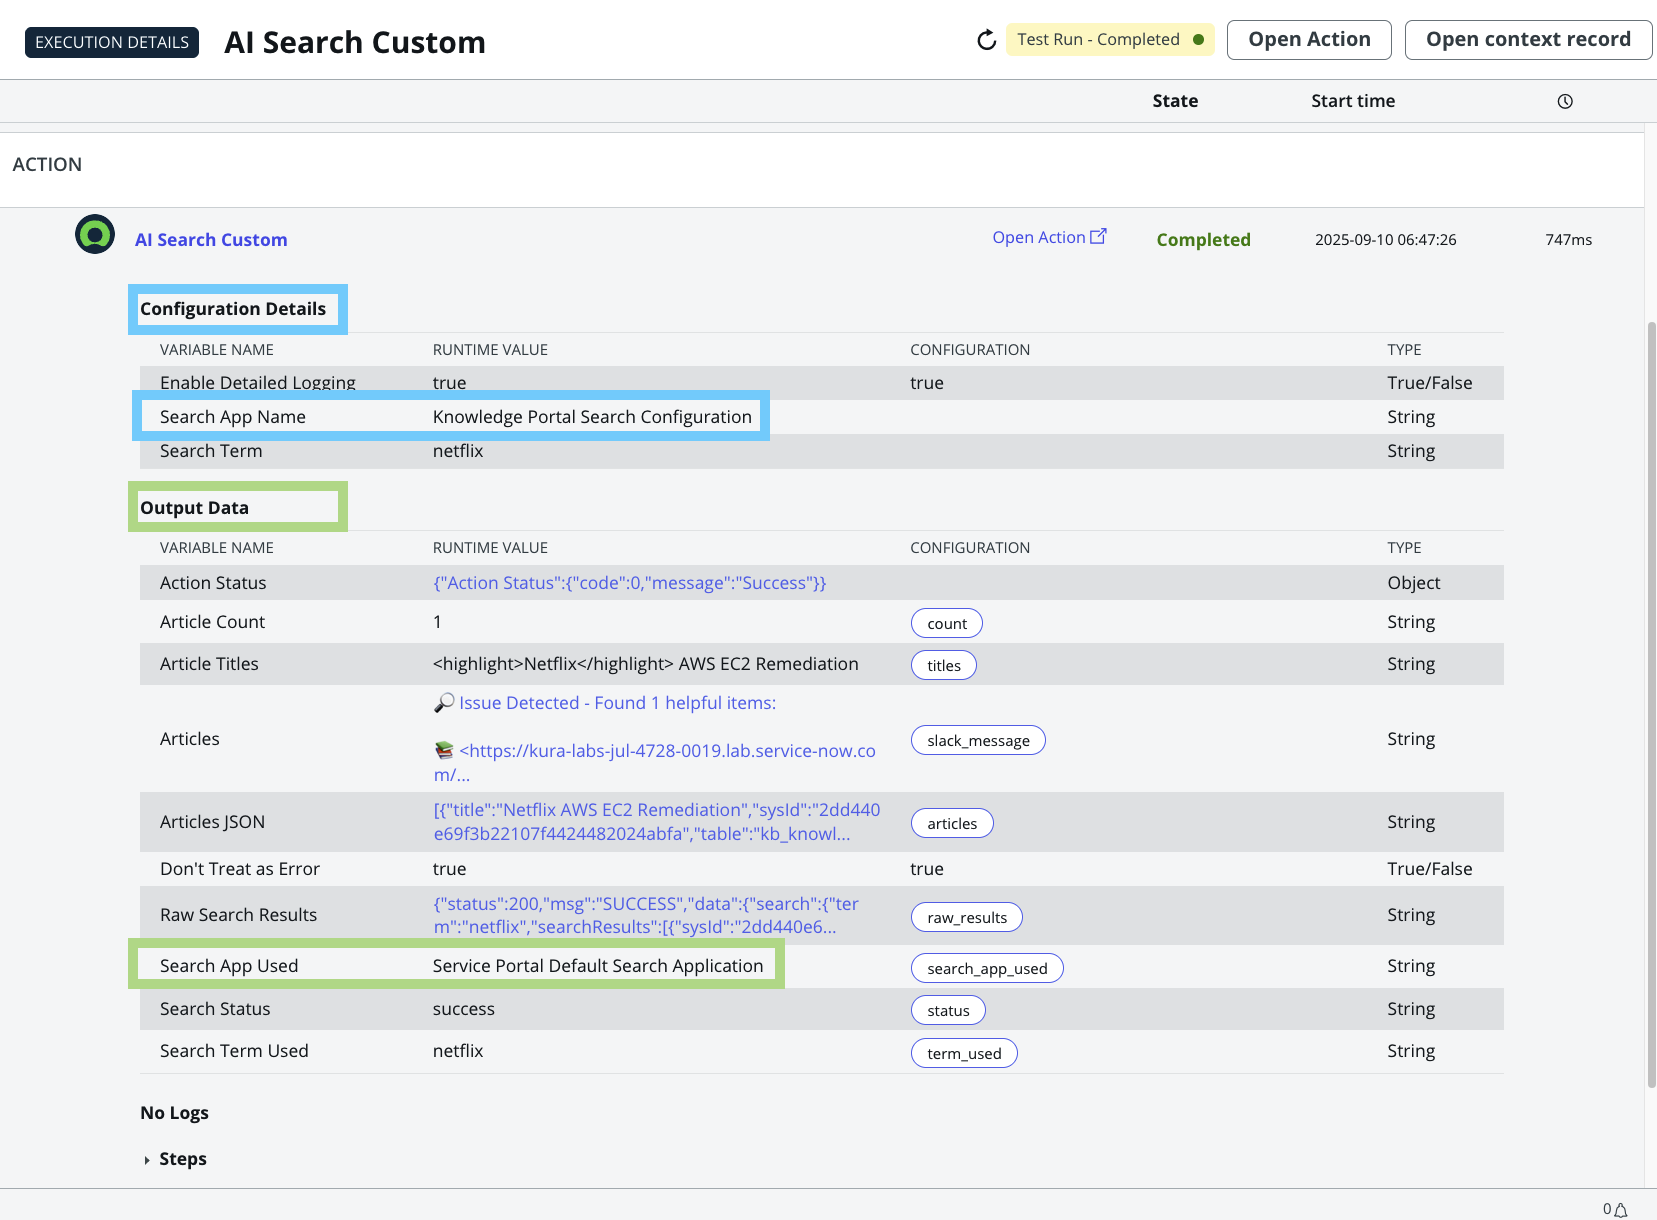 EXECUTION DETAILS AI Search Custom Test Run - Completed Open Action Open context record
State Start time
ACTION
AI Search Custom Open Action Completed 2025-09-10 06:47:26 747ms
Configuration Details
VARIABLE NAME RUNTIME VALUE CONFIGURATION TYPE
Enable Detailed Logging true true True/False
Search App Name Knowledge Portal Search Configuration String
Search Term netflix String
Output Data
VARIABLE NAME RUNTIME VALUE CONFIGURATION TYPE
Action Status {"Action Status":{"code":0,"message":"Success"}} Object
Article Count 1 count String
Article Titles <highlight>Netflix</highlight> AWS EC2 Remediation titles String
🔎 Issue Detected - Found 1 helpful items:
Articles slack_message String
📚 <https://kura-labs-jul-4728-0019.lab.service-now.co
m/...
[{"title":"Netflix AWS EC2 Remediation","sysId":"2dd440
Articles JSON articles String
e69f3b22107f4424482024abfa","table":"kb_knowl...
Don't Treat as Error true true True/False
{"status":200,"msg":"SUCCESS","data":{"search":{"ter
Raw Search Results raw_results String
m":"netflix","searchResults":[{"sysId":"2dd440e6...
Search App Used Service Portal Default Search Application search_app_used String
Search Status success status String
Search Term Used netflix term_used String
No Logs
Steps
0